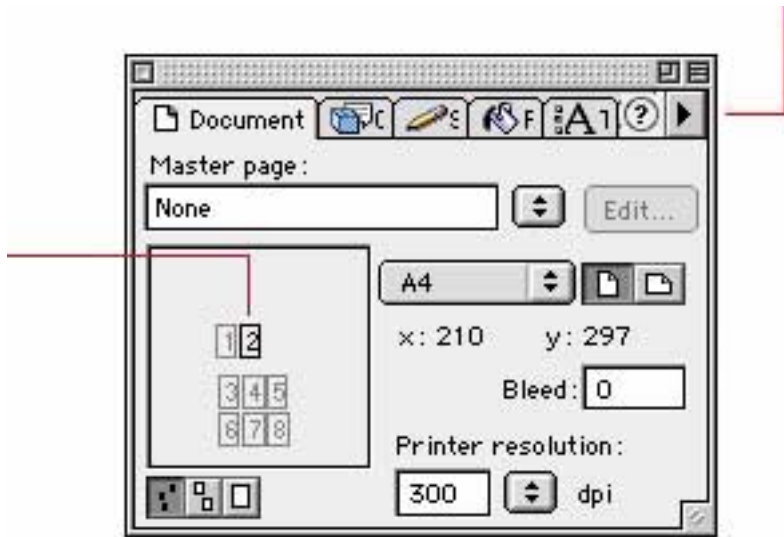 Document C S F A T ?
Master page:
None Edit...
A4
x: 210 y: 297
1 2
Bleed: 0
3 4 5
6 7 8
Printer resolution:
300 dpi